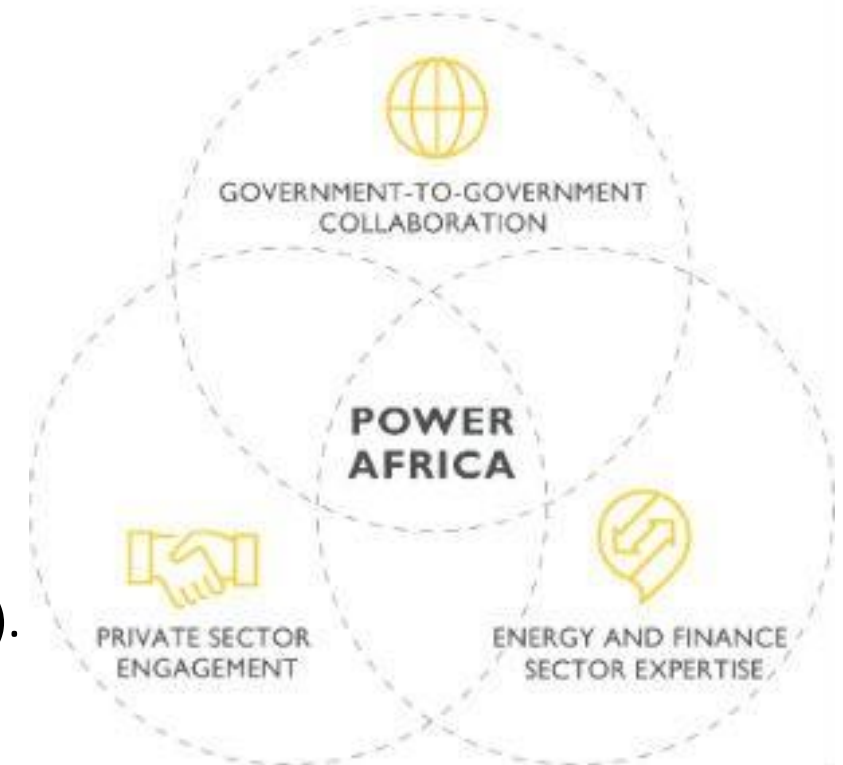 GOVERNMENT-TO-GOVERNMENT
COLLABORATION
POWER
AFRICA
).
PRIVATE SECTOR
ENGAGEMENT
ENERGY AND FINANCE
SECTOR EXPERTISE